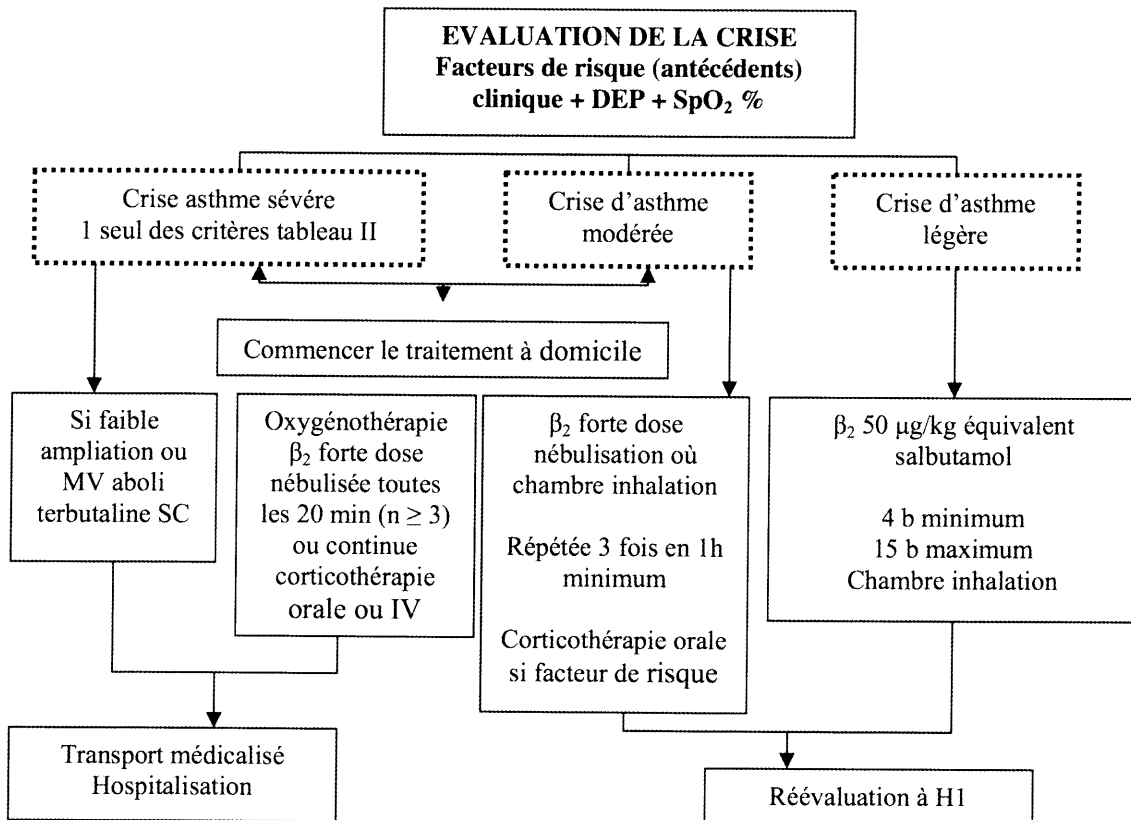 EVALUATION DE LA CRISE
Facteurs de risque (antécédents)
clinique + DEP + SpO₂ %
Crise asthme sévére
1 seul des critères tableau II
Crise d'asthme
modérée
Crise d'asthme
légère
Commencer le traitement à domicile
Si faible
ampliation ou
MV aboli
terbutaline SC
Oxygénothérapie
β₂ forte dose
nébulisée toutes
les 20 min (n ≥ 3)
ou continue
corticothérapie
orale ou IV
β₂ forte dose
nébulisation où
chambre inhalation
Répétée 3 fois en 1h
minimum
Corticothérapie orale
si facteur de risque
β₂ 50 µg/kg équivalent
salbutamol
4 b minimum
15 b maximum
Chambre inhalation
Transport médicalisé
Hospitalisation
Réévaluation à H1